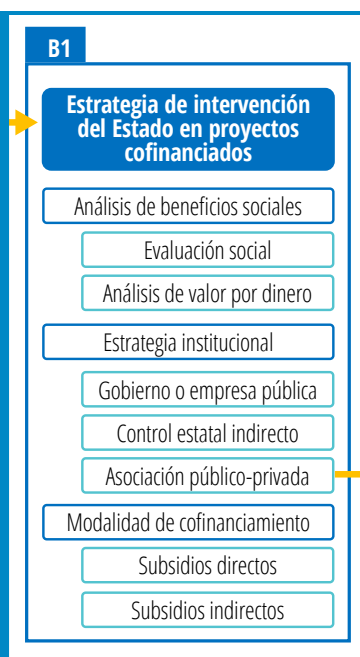 B1
Estrategia de intervención
del Estado en proyectos
cofinanciados
Análisis de beneficios sociales
Evaluación social
Análisis de valor por dinero
Estrategia institucional
Gobierno o empresa pública
Control estatal indirecto
Asociación público-privada
Modalidad de cofinanciamiento
Subsidios directos
Subsidios indirectos